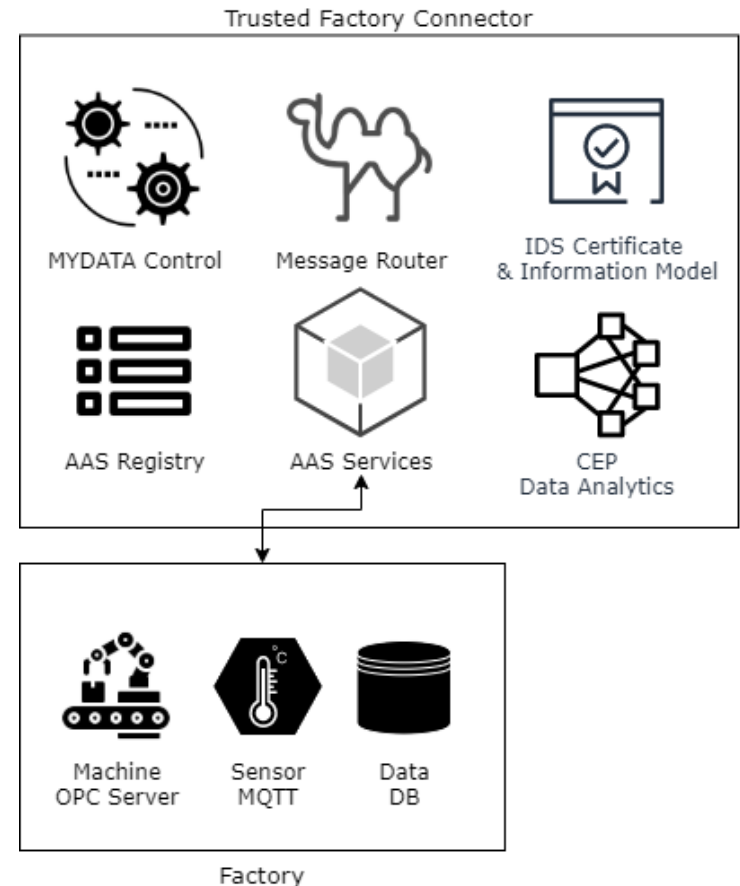 Trusted Factory Connector
MYDATA Control
Message Router
IDS Certificate
& Information Model
AAS Registry
AAS Services
CEP
Data Analytics
°C
Machine
OPC Server
Sensor
MQTT
Data
DB
Factory